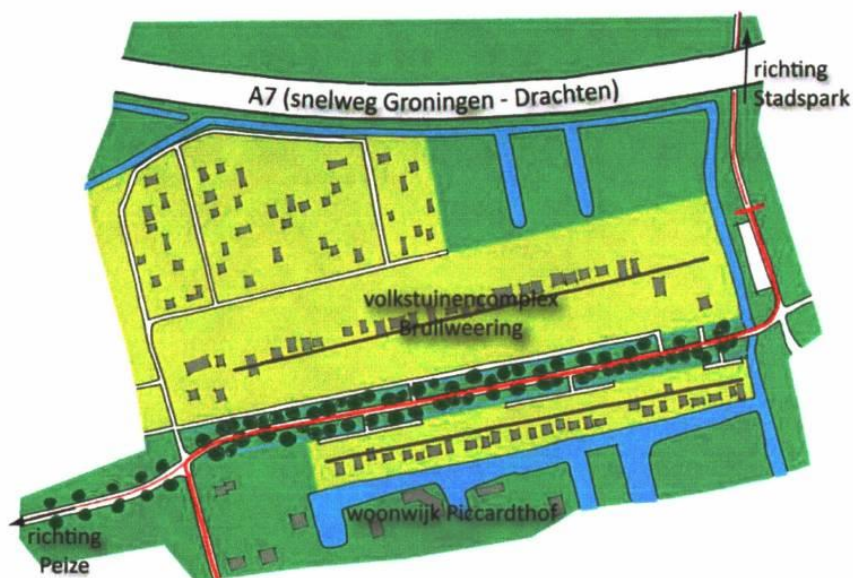 A7 (snelweg Groningen - Drachten)
richting
Stadspark
volkstuinencomplex
Bruilweering
woonwijk Piccardthof
richting
Peize